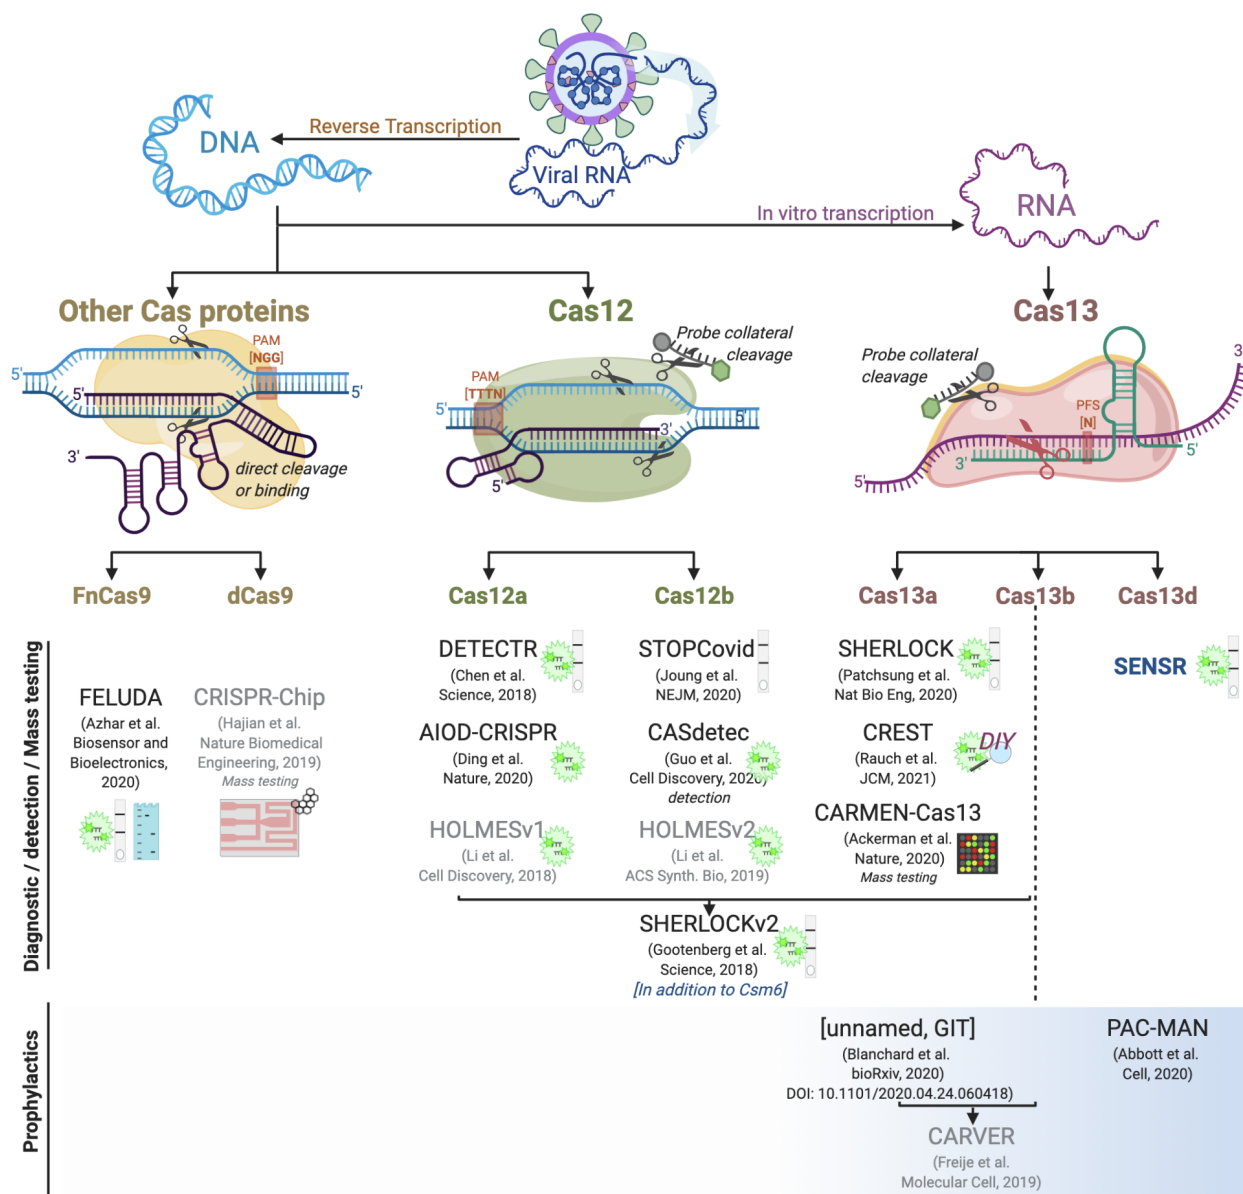 DNA
Reverse Transcription
Viral RNA
In vitro transcription
RNA
Other Cas proteins
Cas12
Cas13
PAM
[NGG]
5'
5'
5'
3'
direct cleavage
or binding
Probe collateral
cleavage
PAM
[TTTN]
5'
5'
3'
5'
Probe collateral
cleavage
PFS
[N]
3'
3'
5'
5'
FnCas9
dCas9
Cas12a
Cas12b
Cas13a
Cas13b
Cas13d
Diagnostic / detection / Mass testing
FELUDA
(Azhar et al.
Biosensor and
Bioelectronics,
2020)
CRISPR-Chip
(Hajian et al.
Nature Biomedical
Engineering, 2019)
Mass testing
DETECTR
(Chen et al.
Science, 2018)
AIOD-CRISPR
(Ding et al.
Nature, 2020)
HOLMESv1
(Li et al.
Cell Discovery, 2018)
STOPCovid
(Joung et al.
NEJM, 2020)
CASdetec
(Guo et al.
Cell Discovery, 2020)
detection
HOLMESv2
(Li et al.
ACS Synth. Bio, 2019)
SHERLOCK
(Patchsung et al.
Nat Bio Eng, 2020)
CREST
(Rauch et al.
JCM, 2021)
DIY
CARMEN-Cas13
(Ackerman et al.
Nature, 2020)
Mass testing
SENSR
SHERLOCKv2
(Gootenberg et al.
Science, 2018)
[In addition to Csm6]
Prophylactics
[unnamed, GIT]
(Blanchard et al.
bioRxiv, 2020)
DOI: 10.1101/2020.04.24.060418)
CARVER
(Freije et al.
Molecular Cell, 2019)
PAC-MAN
(Abbott et al.
Cell, 2020)